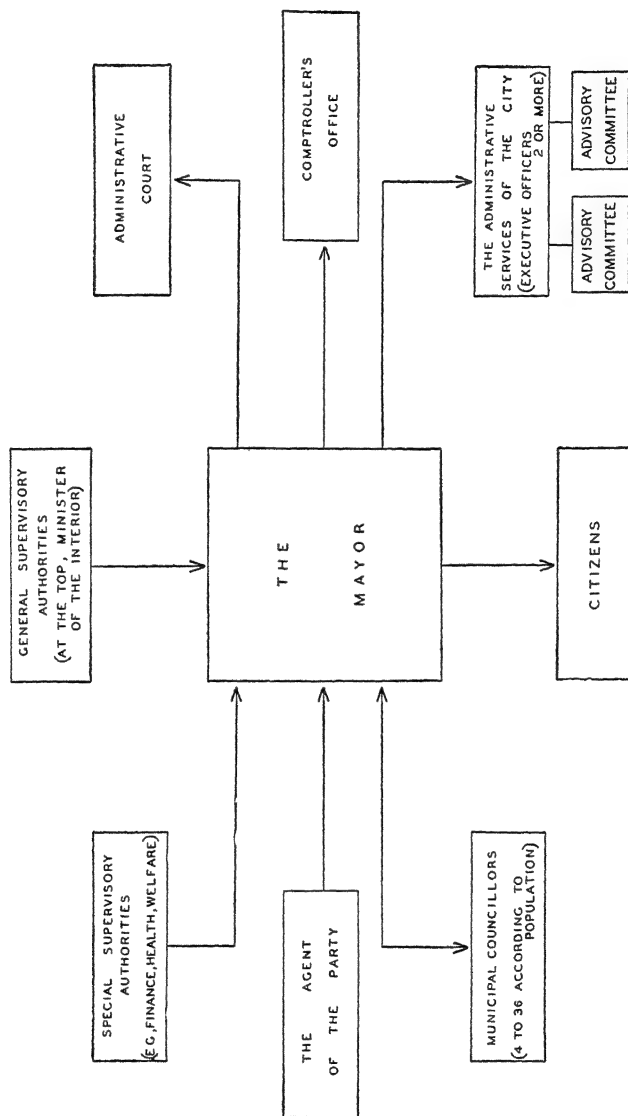 SPECIAL SUPERVISORY
AUTHORITIES
(EG,FINANCE,HEALTH,WELFARE)
GENERAL SUPERVISORY
AUTHORITIES
(AT THE TOP, MINISTER
OF THE INTERIOR)
ADMINISTRATIVE
COURT
THE AGENT
OF THE PARTY
THE
MAYOR
COMPTROLLER'S
OFFICE
MUNICIPAL COUNCILLORS
(4 TO 36 ACCORDING TO
POPULATION)
CITIZENS
THE ADMINISTRATIVE
SERVICES OF THE CITY
(EXECUTIVE OFFICERS
2 OR MORE)
ADVISORY
COMMITTEE
ADVISORY
COMMITTEE